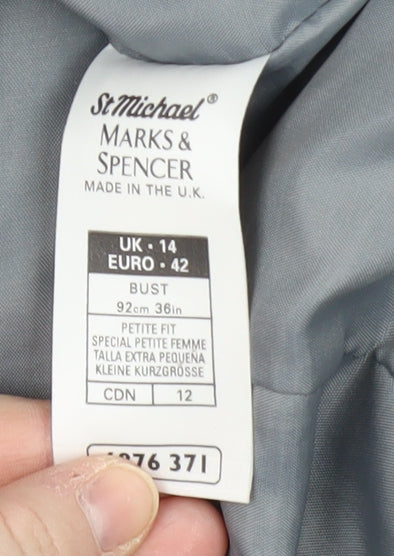 St Michael®
MARKS &
SPENCER
MADE IN THE U.K.
UK · 14
EURO · 42
BUST
92cm 36in
PETITE FIT
SPECIAL PETITE FEMME
TALLA EXTRA PEQUEÑA
KLEINE KURZGRÖSSE
CDN 12
371